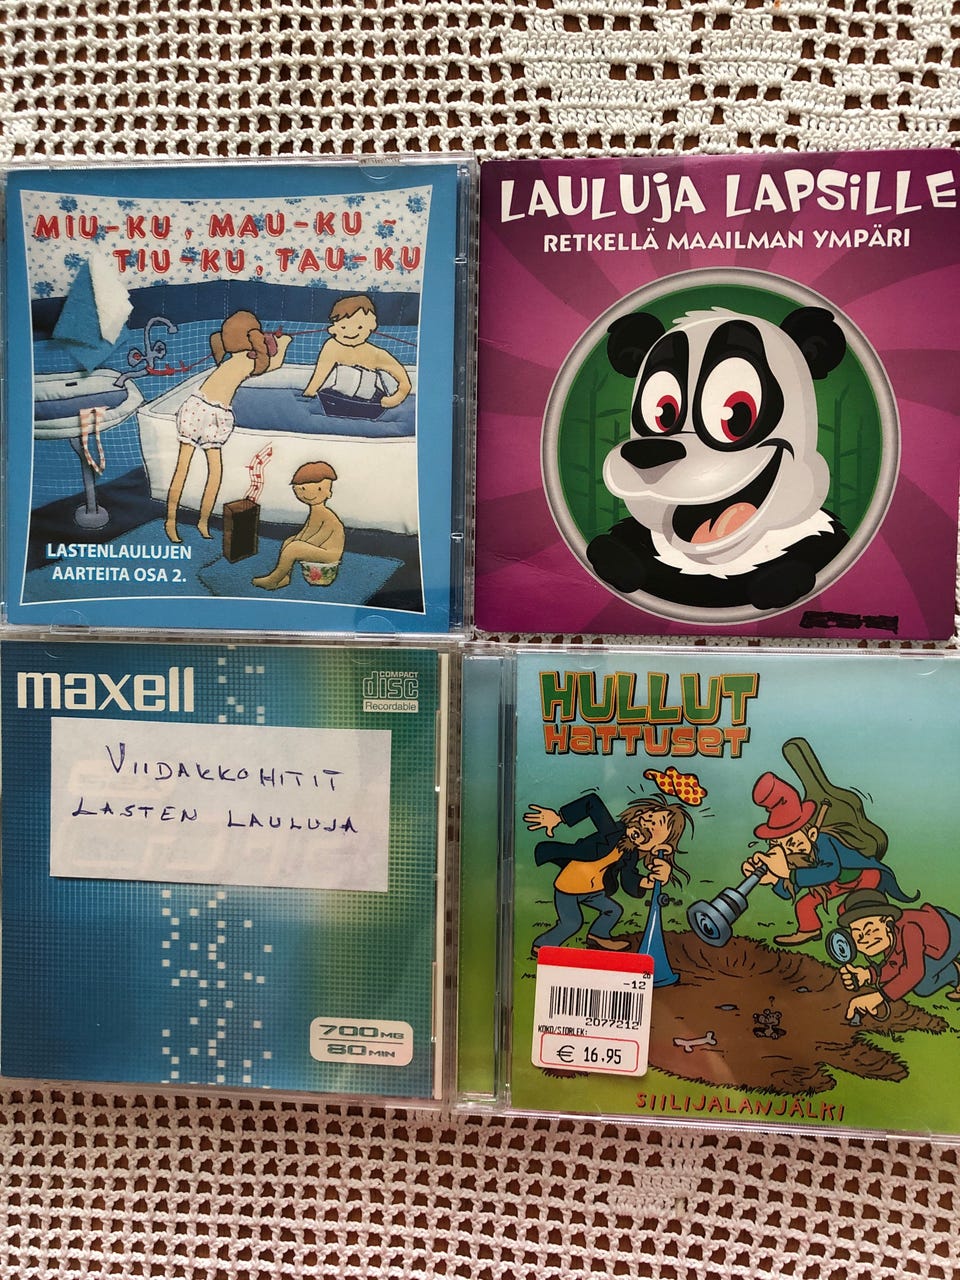 MIU-KU, MAU-KU -
TIU-KU, TAU-KU
LASTENLAULUJEN
AARTEITA OSA 2.
LAULUJA LAPSILLE
RETKELLÄ MAAILMAN YMPÄRI
maxell
COMPACT
disc
Recordable
VIIDAKKOHITIT
LASTEN LAULUJA
700MB
80MIN
HULLUT
HATTUSET
26
-12
2077212
KOKO/STORLEK:
€ 16.95
SIILIJALANJÄLKI